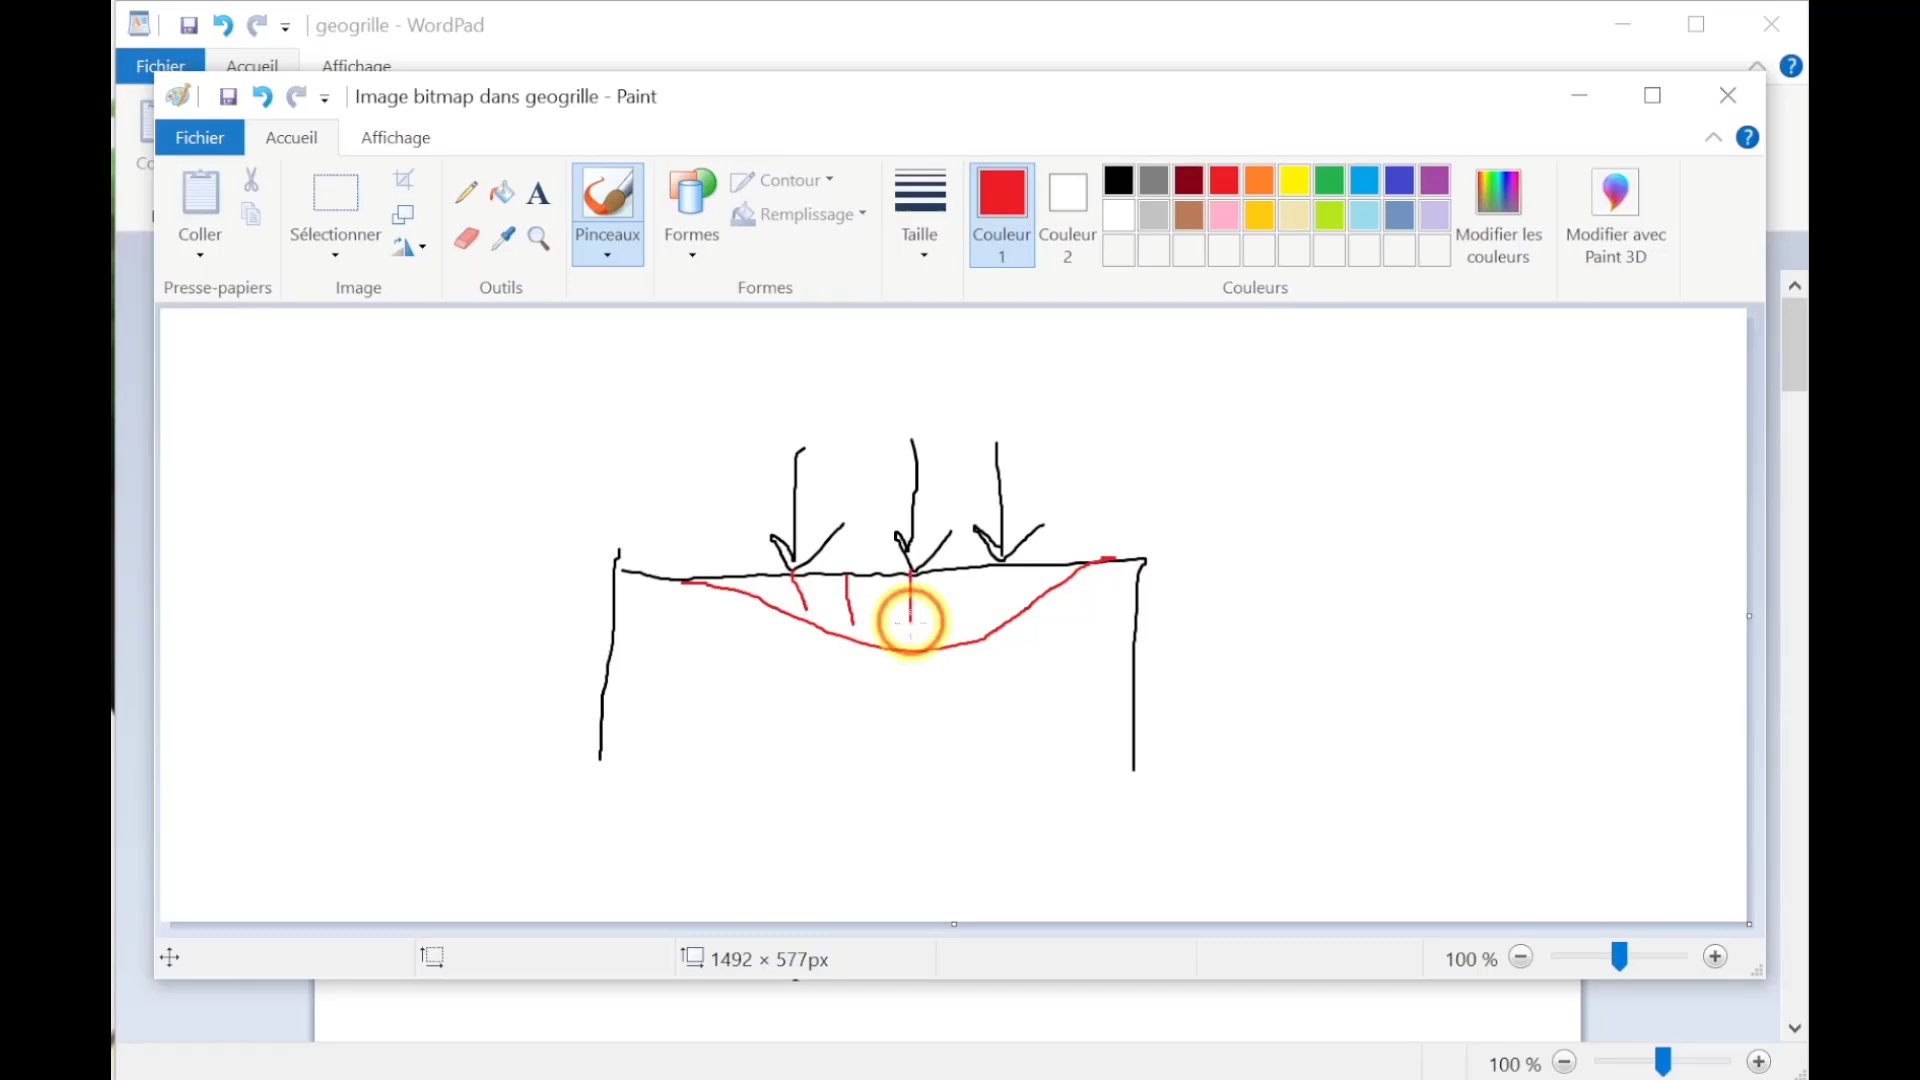 geogrille - WordPad
Fichier Accueil Affichage
Image bitmap dans geogrille - Paint
Fichier Accueil Affichage
Contour
Remplissage
Coller Sélectionner Pinceaux Formes Taille Couleur 1 Couleur 2 Modifier les couleurs Modifier avec Paint 3D
Presse-papiers Image Outils Formes Couleurs
1492 × 577px 100 %
100 %